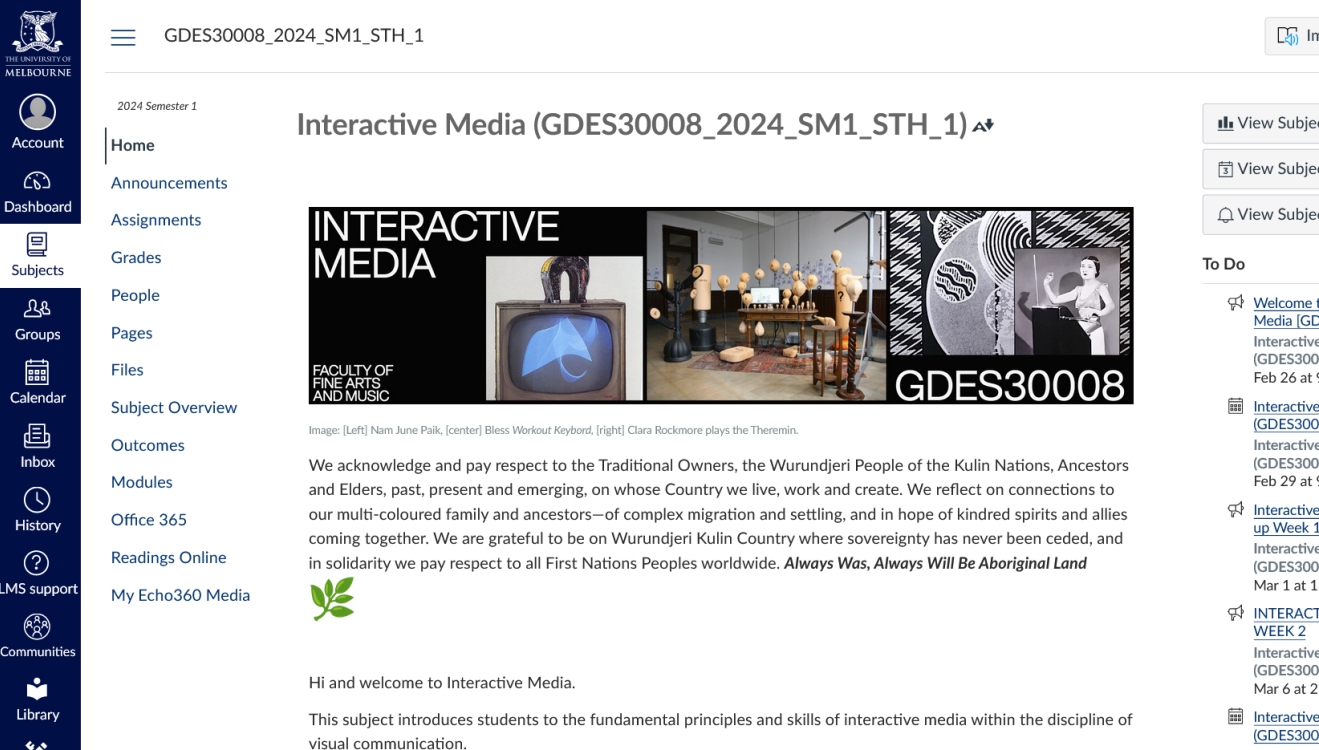 THE UNIVERSITY OF
MELBOURNE
Account
Dashboard
Subjects
Groups
Calendar
Inbox
History
LMS support
Communities
Library
GDES30008_2024_SM1_STH_1
2024 Semester 1
Home
Announcements
Assignments
Grades
People
Pages
Files
Subject Overview
Outcomes
Modules
Office 365
Readings Online
My Echo360 Media
Interactive Media (GDES30008_2024_SM1_STH_1)
INTERACTIVE
MEDIA
FACULTY OF
FINE ARTS
AND MUSIC
GDES30008
Image: [Left] Nam June Paik, [center] Bless Workout Keybord, [right] Clara Rockmore plays the Theremin.
We acknowledge and pay respect to the Traditional Owners, the Wurundjeri People of the Kulin Nations, Ancestors
and Elders, past, present and emerging, on whose Country we live, work and create. We reflect on connections to
our multi-coloured family and ancestors—of complex migration and settling, and in hope of kindred spirits and allies
coming together. We are grateful to be on Wurundjeri Kulin Country where sovereignty has never been ceded, and
in solidarity we pay respect to all First Nations Peoples worldwide. Always Was, Always Will Be Aboriginal Land
Hi and welcome to Interactive Media.
This subject introduces students to the fundamental principles and skills of interactive media within the discipline of
visual communication.
Im
View Subje
3
View Subje
View Subje
To Do
Welcome t
Media [GD
Interactive
(GDES300
Feb 26 at 9
Interactive
(GDES300
Interactive
(GDES300
Feb 29 at 9
Interactive
up Week 1
Interactive
(GDES300
Mar 1 at 1
INTERACT
WEEK 2
Interactive
(GDES300
Mar 6 at 2
Interactive
(GDES300